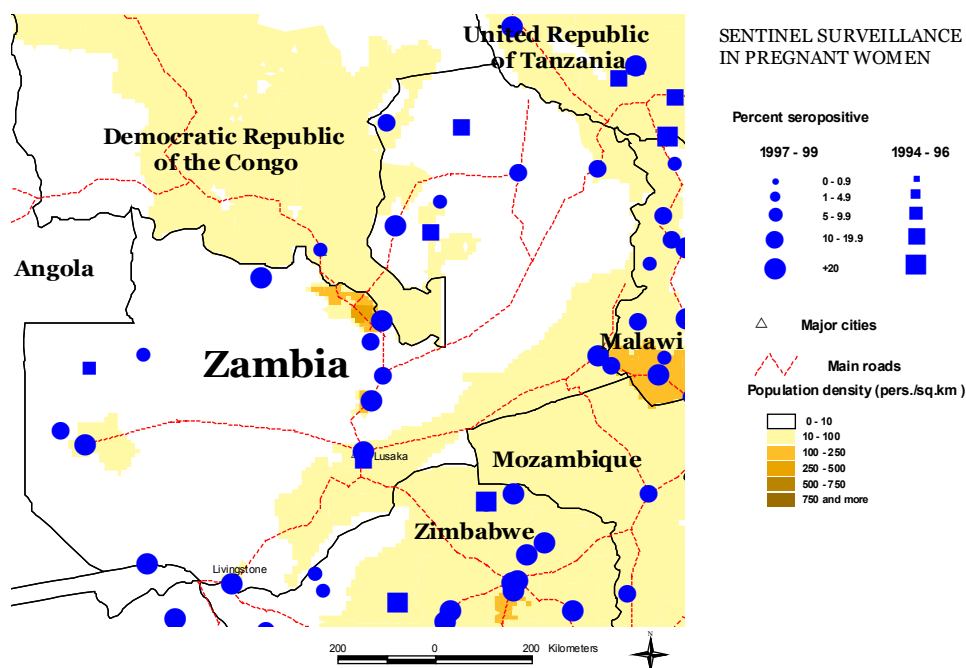 United Republic
of Tanzania
Democratic Republic
of the Congo
Angola
Zambia
Malawi
Lusaka
Mozambique
Zimbabwe
Livingstone
200 0 200 Kilometers
N
SENTINEL SURVEILLANCE
IN PREGNANT WOMEN
Percent seropositive
1997 - 99 1994 - 96
0 - 0.9
1 - 4.9
5 - 9.9
10 - 19.9
+20
Major cities
Main roads
Population density (pers./sq.km)
0 - 10
10 - 100
100 - 250
250 - 500
500 - 750
750 and more